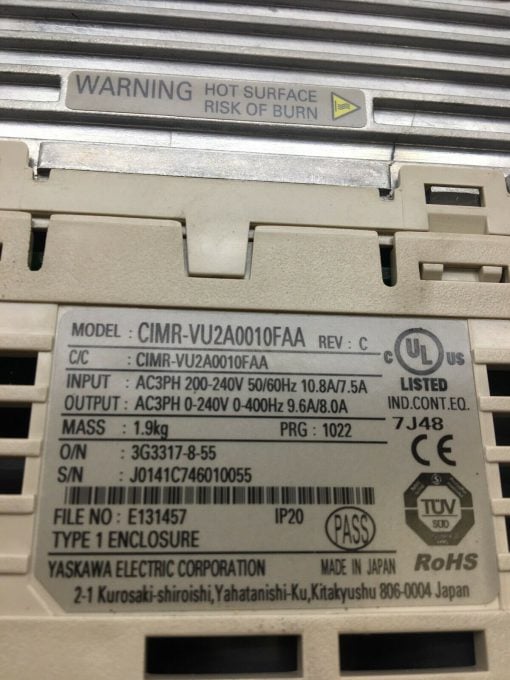 WARNING HOT SURFACE
RISK OF BURN
MODEL : CIMR-VU2A0010FAA REV : C
C/C : CIMR-VU2A0010FAA
INPUT : AC3PH 200-240V 50/60Hz 10.8A/7.5A
OUTPUT : AC3PH 0-240V 0-400Hz 9.6A/8.0A
MASS : 1.9kg PRG : 1022
O/N : 3G3317-8-55
S/N : J0141C746010055
FILE NO : E131457 IP20
TYPE 1 ENCLOSURE
PASS
YASKAWA ELECTRIC CORPORATION MADE IN JAPAN
2-1 Kurosaki-shiroishi,Yahatanishi-Ku,Kitakyushu 806-0004 Japan
C UL US
LISTED
IND.CONT.EQ.
7J48
CE
TÜV
SÜD
RoHS